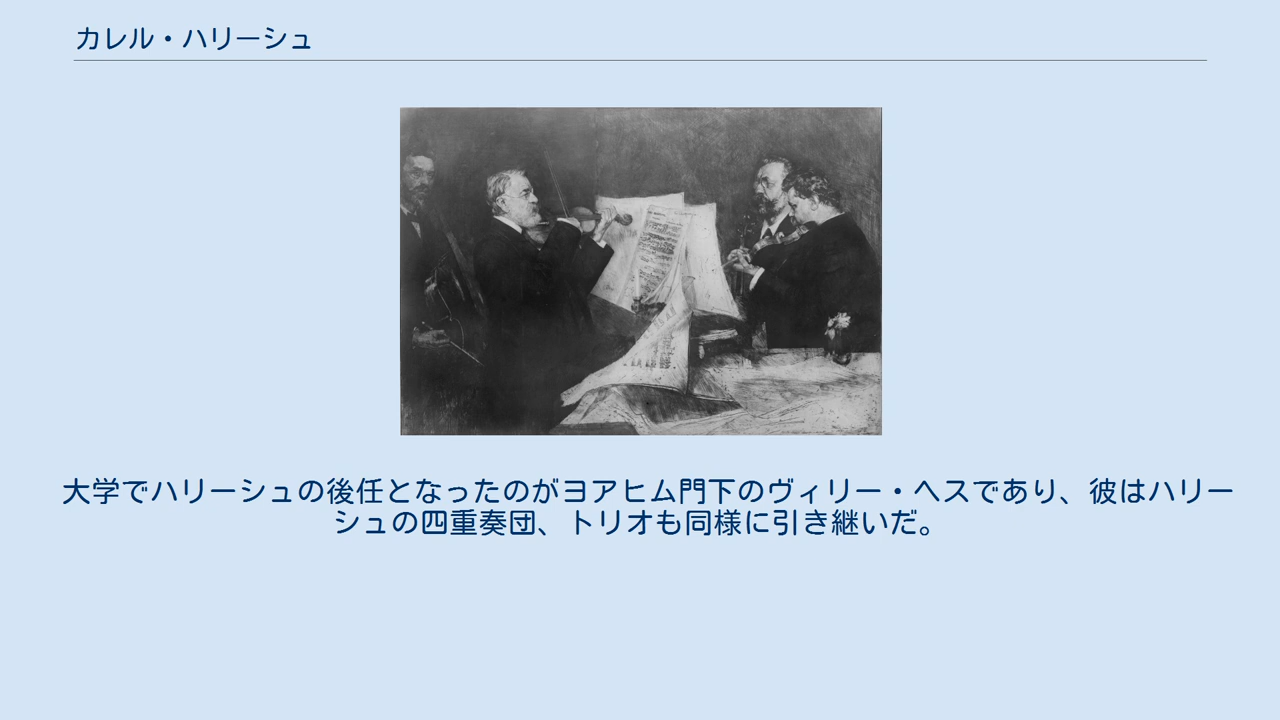 カレル・ハリーシュ
大学でハリーシュの後任となったのがヨアヒム門下のヴィリー・ヘスであり、彼はハリー
シュの四重奏団、トリオも同様に引き継いだ。